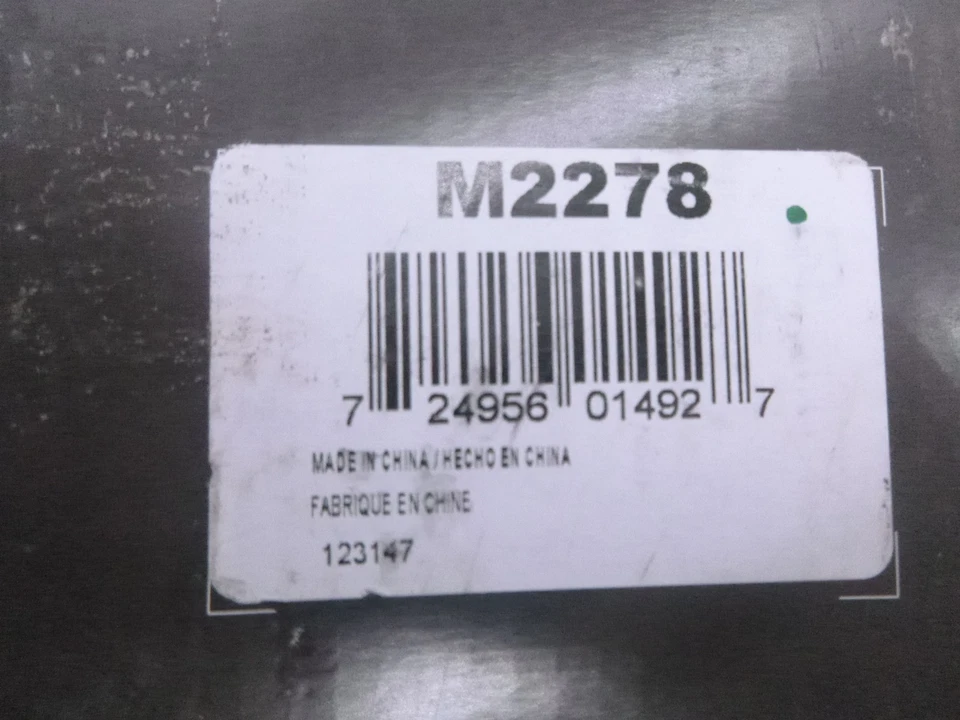 M2278
7 24956 01492 7
MADE IN CHINA / HECHO EN CHINA
FABRIQUE EN CHINE
123147